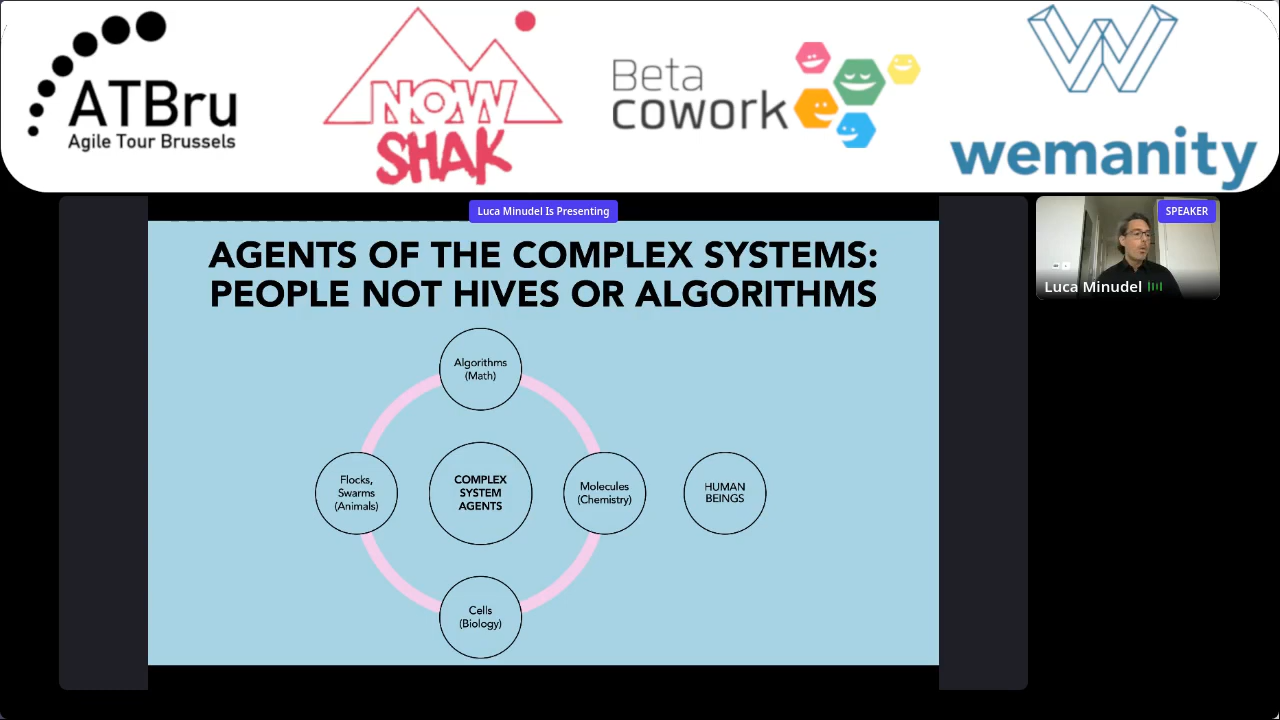 ATBru
Agile Tour Brussels
NOW
SHAK
Beta
cowork
wemanity
Luca Minudel Is Presenting
SPEAKER
Luca Minudel
AGENTS OF THE COMPLEX SYSTEMS:
PEOPLE NOT HIVES OR ALGORITHMS
Algorithms
(Math)
Flocks,
Swarms
(Animals)
COMPLEX
SYSTEM
AGENTS
Molecules
(Chemistry)
HUMAN
BEINGS
Cells
(Biology)